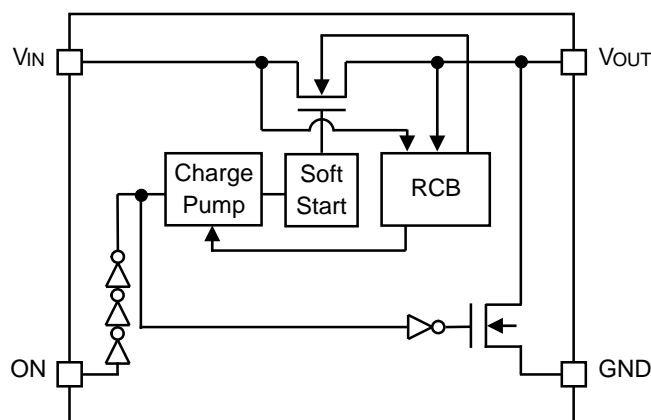 VIN
VOUT
Charge
Pump
Soft
Start
RCB
ON
GND